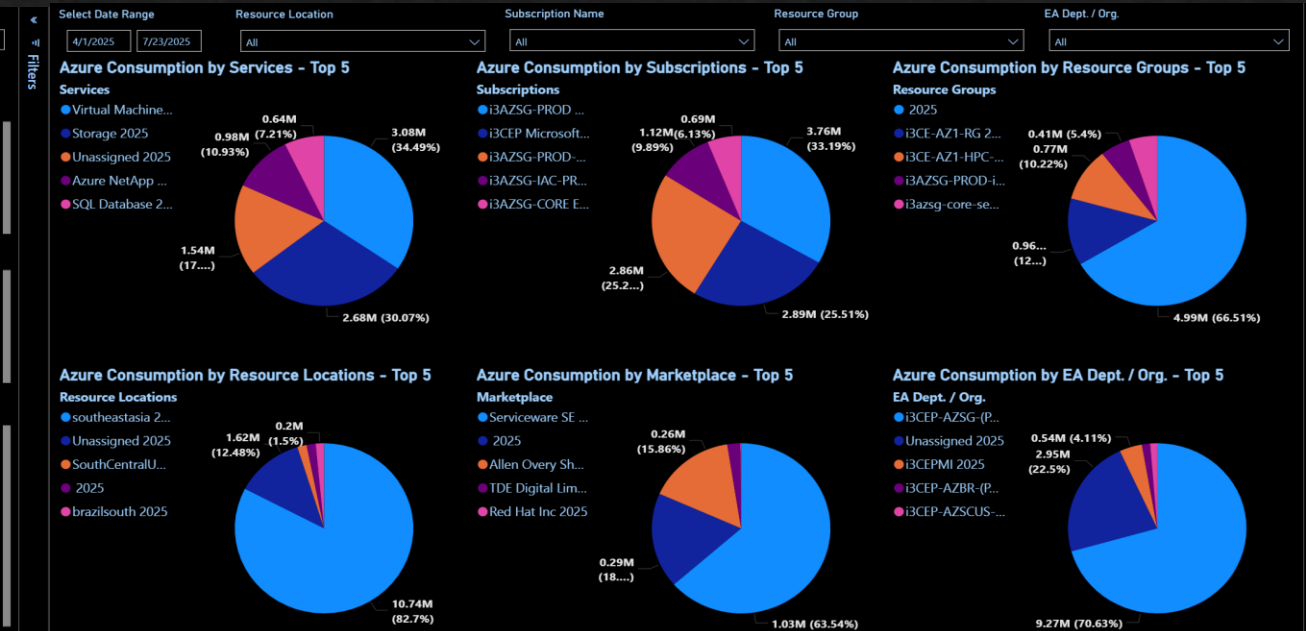 Select Date Range
4/1/2025
7/23/2025
Resource Location
All
Subscription Name
All
Resource Group
All
EA Dept. / Org.
All
Filters
Azure Consumption by Services - Top 5
Services
Virtual Machine...
Storage 2025
Unassigned 2025
Azure NetApp ...
SQL Database 2...
0.64M
(7.21%)
0.98M
(10.93%)
3.08M
(34.49%)
1.54M
(17....)
2.68M (30.07%)
Azure Consumption by Subscriptions - Top 5
Subscriptions
i3AZSG-PROD ...
i3CEP Microsoft...
i3AZSG-PROD-...
i3AZSG-IAC-PR...
i3AZSG-CORE E...
0.69M
(6.13%)
1.12M
(9.89%)
3.76M
(33.19%)
2.86M
(25.2...)
2.89M (25.51%)
Azure Consumption by Resource Groups - Top 5
Resource Groups
2025
i3CE-AZ1-RG 2...
i3CE-AZ1-HPC-...
i3AZSG-PROD-i...
i3azsg-core-se...
0.41M (5.4%)
0.77M
(10.22%)
0.96...
(12...)
4.99M (66.51%)
Azure Consumption by Resource Locations - Top 5
Resource Locations
southeastasia 2...
Unassigned 2025
SouthCentralU...
2025
brazilsouth 2025
0.2M
(1.5%)
1.62M
(12.48%)
10.74M
(82.7%)
Azure Consumption by Marketplace - Top 5
Marketplace
Serviceware SE ...
2025
Allen Overy Sh...
TDE Digital Lim...
Red Hat Inc 2025
0.26M
(15.86%)
0.29M
(18....)
1.03M (63.54%)
Azure Consumption by EA Dept. / Org. - Top 5
EA Dept. / Org.
i3CEP-AZSG-(P...
Unassigned 2025
i3CEPMI 2025
i3CEP-AZBR-(P...
i3CEP-AZSCUS-...
0.54M (4.11%)
2.95M
(22.5%)
9.27M (70.63%)